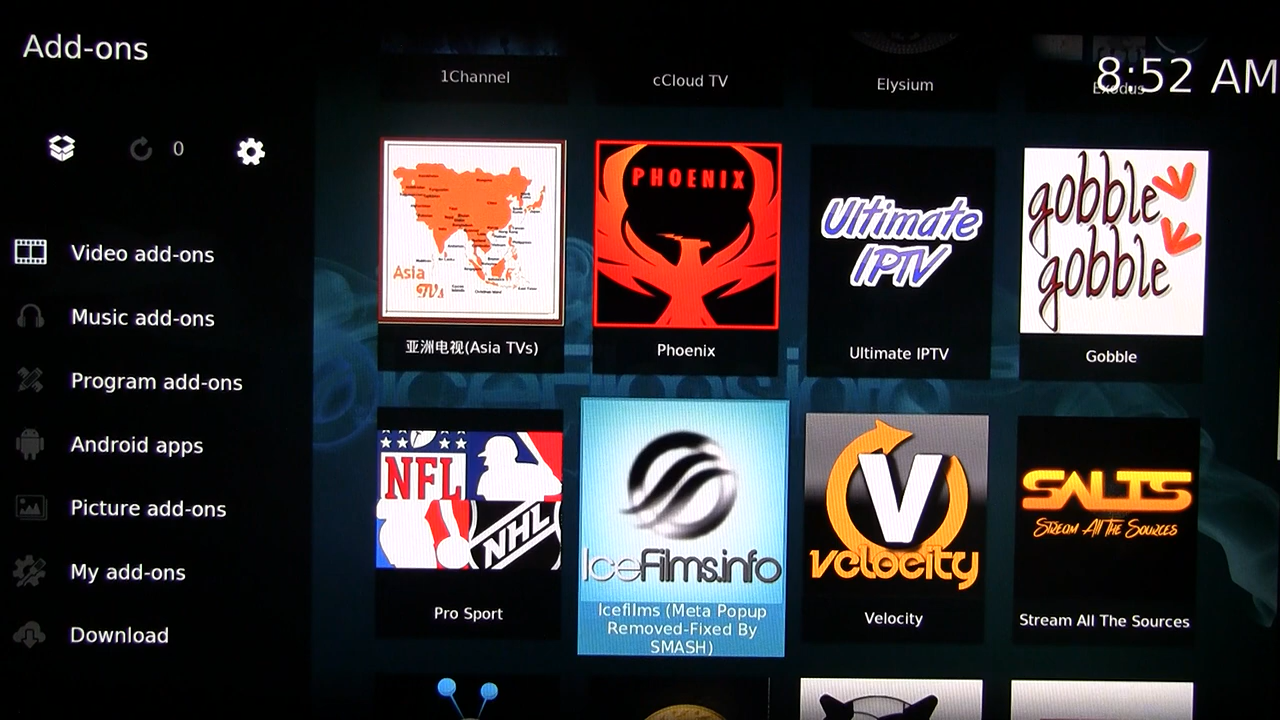 Add-ons
8:52 AM
1Channel
cCloud TV
Elysium
Exodus
0
Video add-ons
Music add-ons
Program add-ons
Android apps
Picture add-ons
My add-ons
Download
Asia
TVs
PHOENIX
Ultimate
IPTV
gobble
gobble
亚洲电视(Asia TVs)
Phoenix
Ultimate IPTV
Gobble
NFL
NHL
IceFilms.info
V
velocity
SALTS
Stream All The Sources
Pro Sport
Icefilms (Meta Popup
Removed-Fixed By
SMASH)
Velocity
Stream All The Sources
icefilms.info